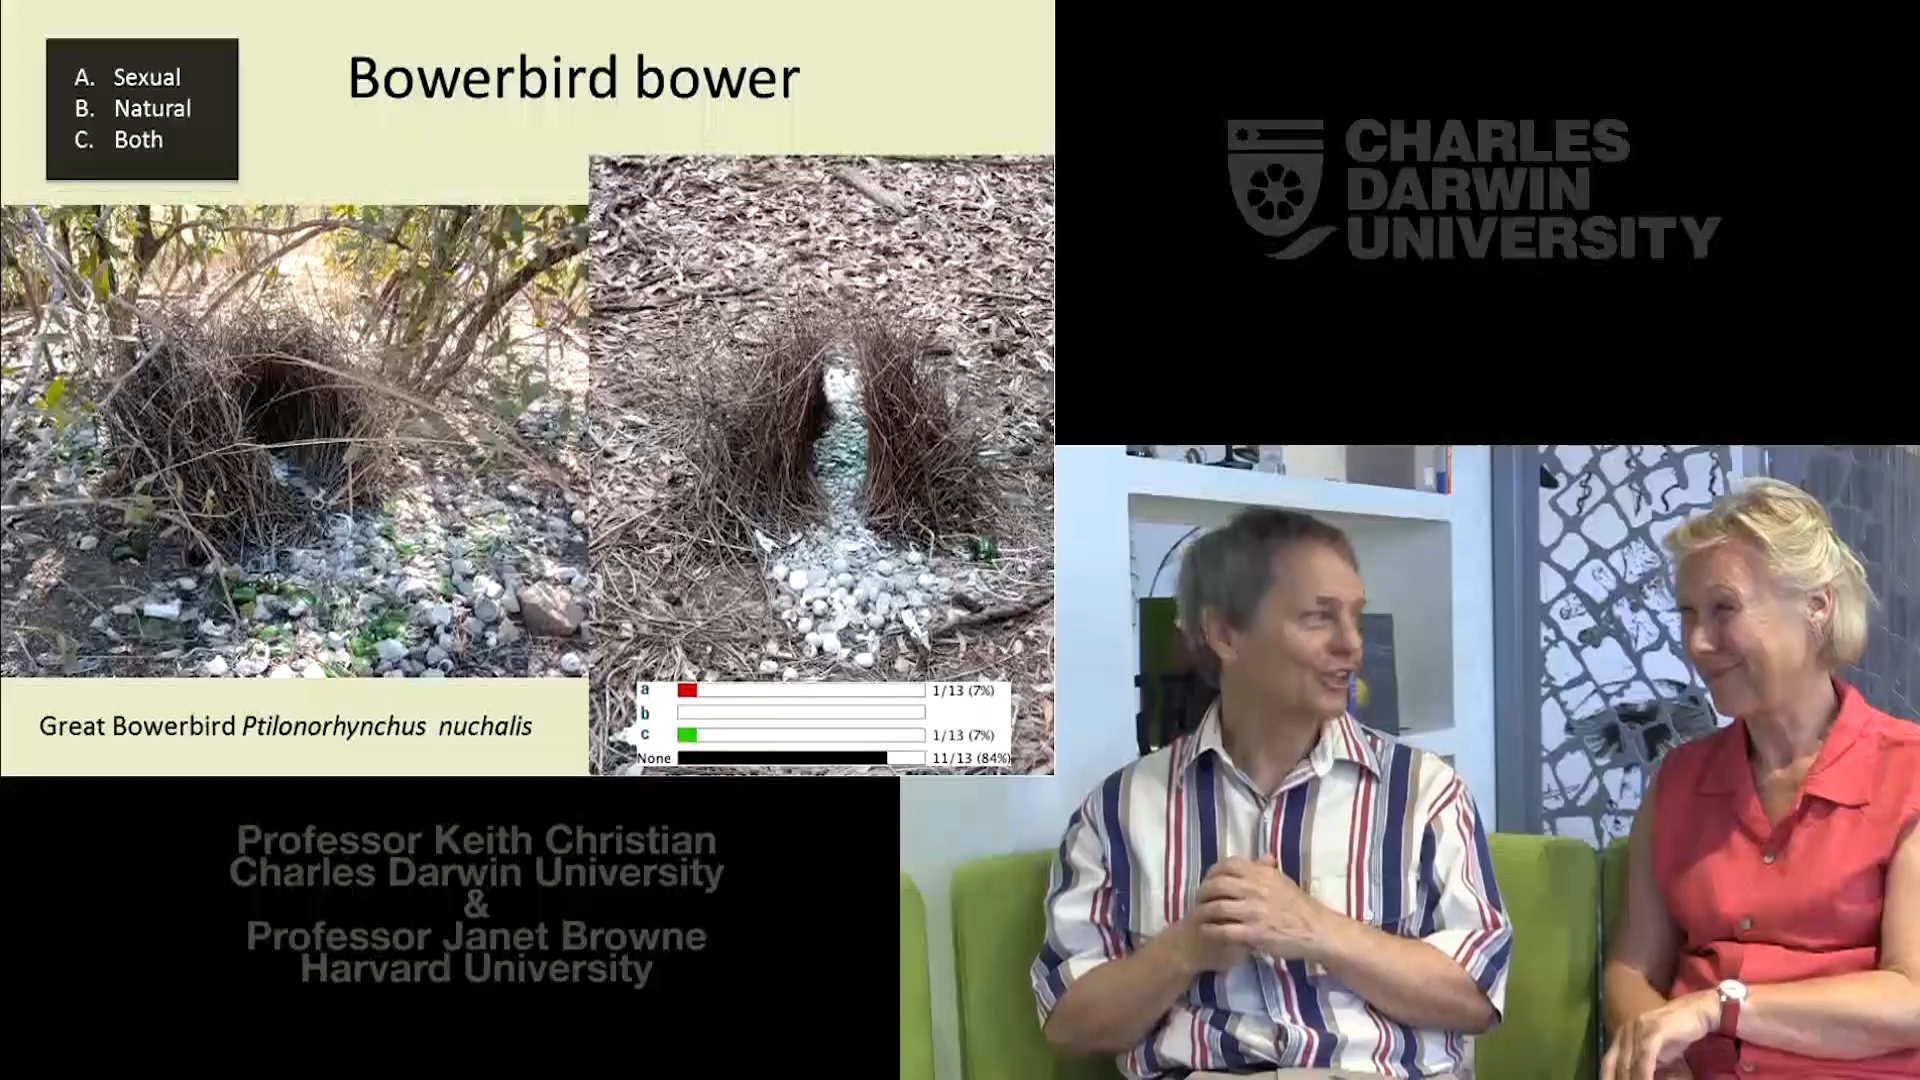 A. Sexual
B. Natural
C. Both
Bowerbird bower
Great Bowerbird Ptilonorhynchus nuchalis
a 1/13 (7%)
b
c 1/13 (7%)
None 11/13 (84%)
CHARLES
DARWIN
UNIVERSITY
Professor Keith Christian
Charles Darwin University
&
Professor Janet Browne
Harvard University